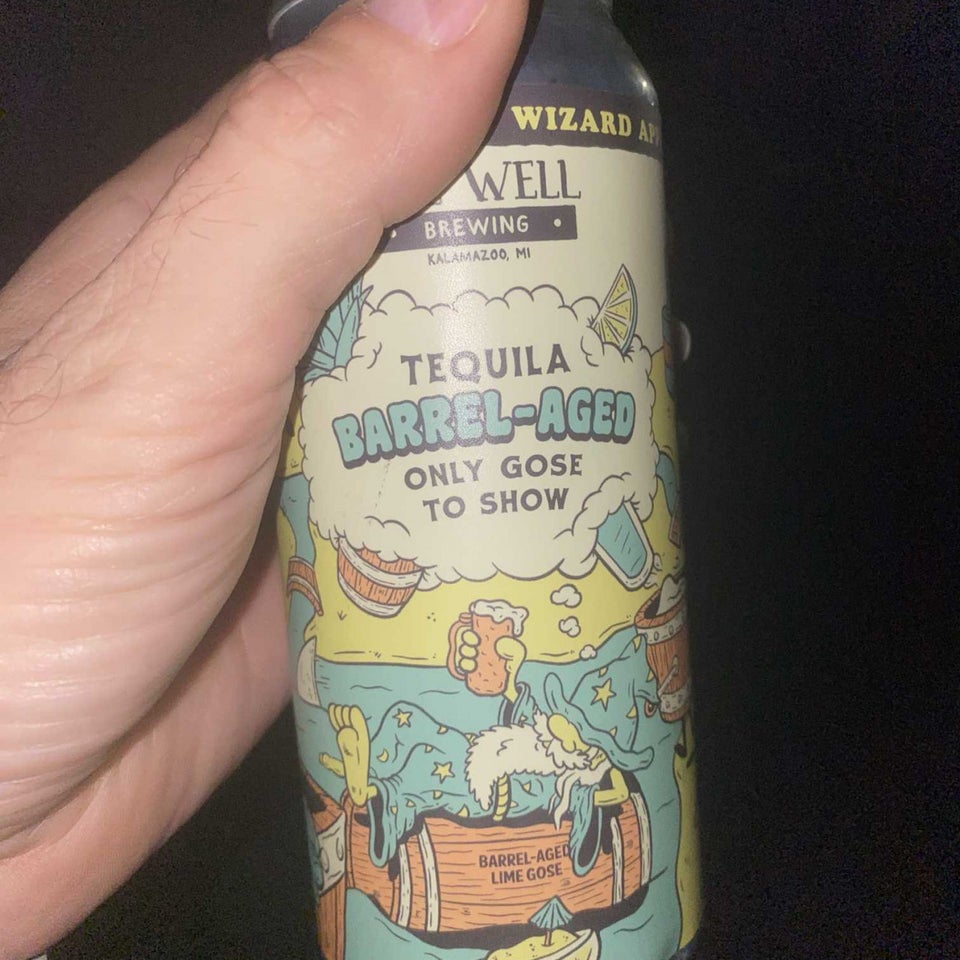 WIZARD
WELL
BREWING
KALAMAZOO, MI
TEQUILA
BARREL-AGED
ONLY GOSE
TO SHOW
BARREL-AGED
LIME GOSE